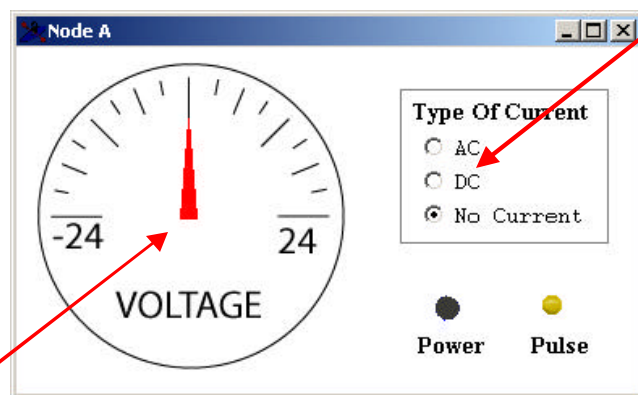 Node A
Type Of Current
AC
DC
No Current
-24
24
VOLTAGE
Power
Pulse